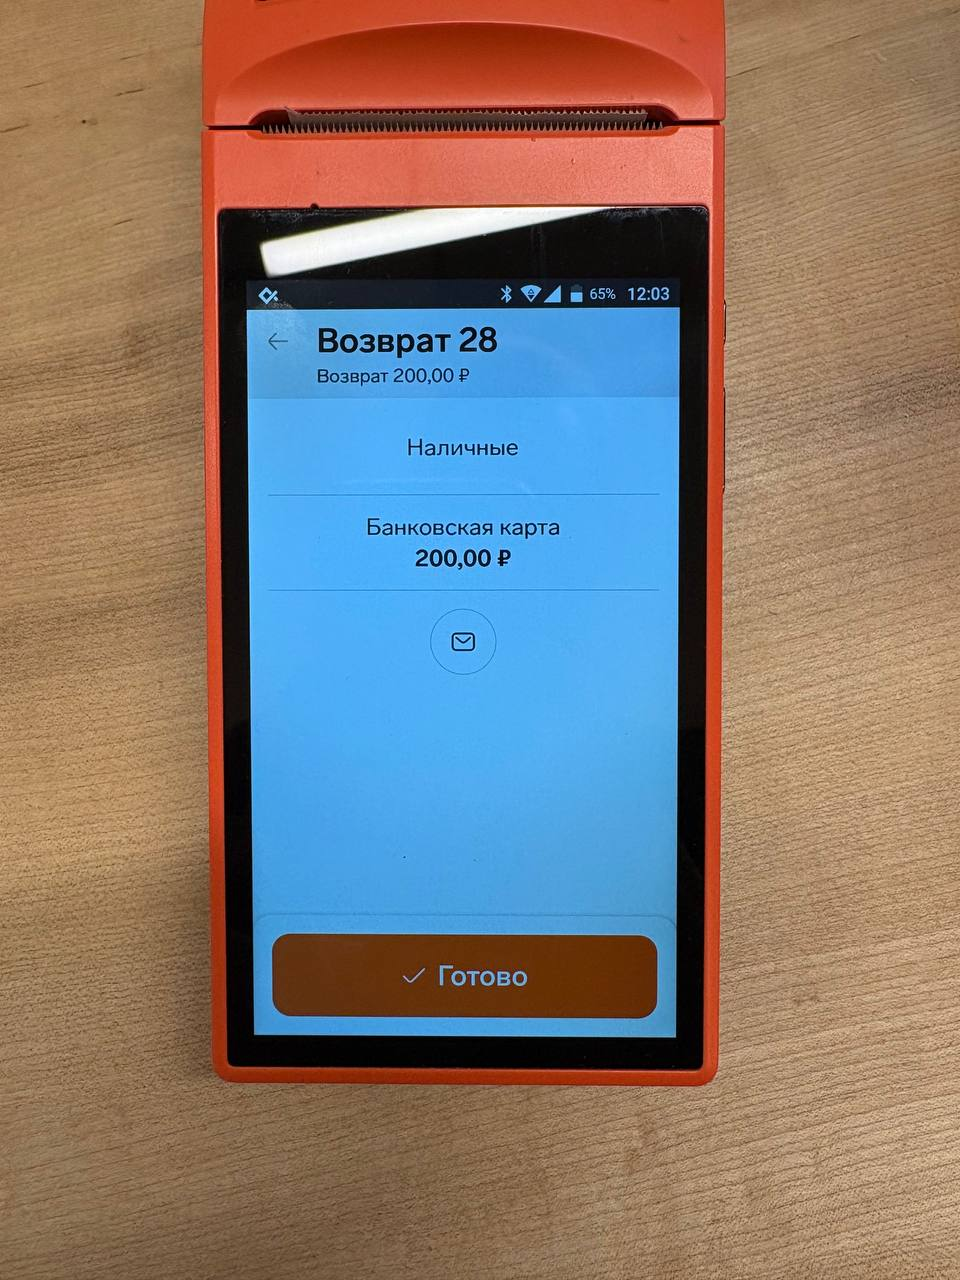 65% 12:03
Возврат 28
Возврат 200,00 ₽
Наличные
Банковская карта
200,00 ₽
Готово